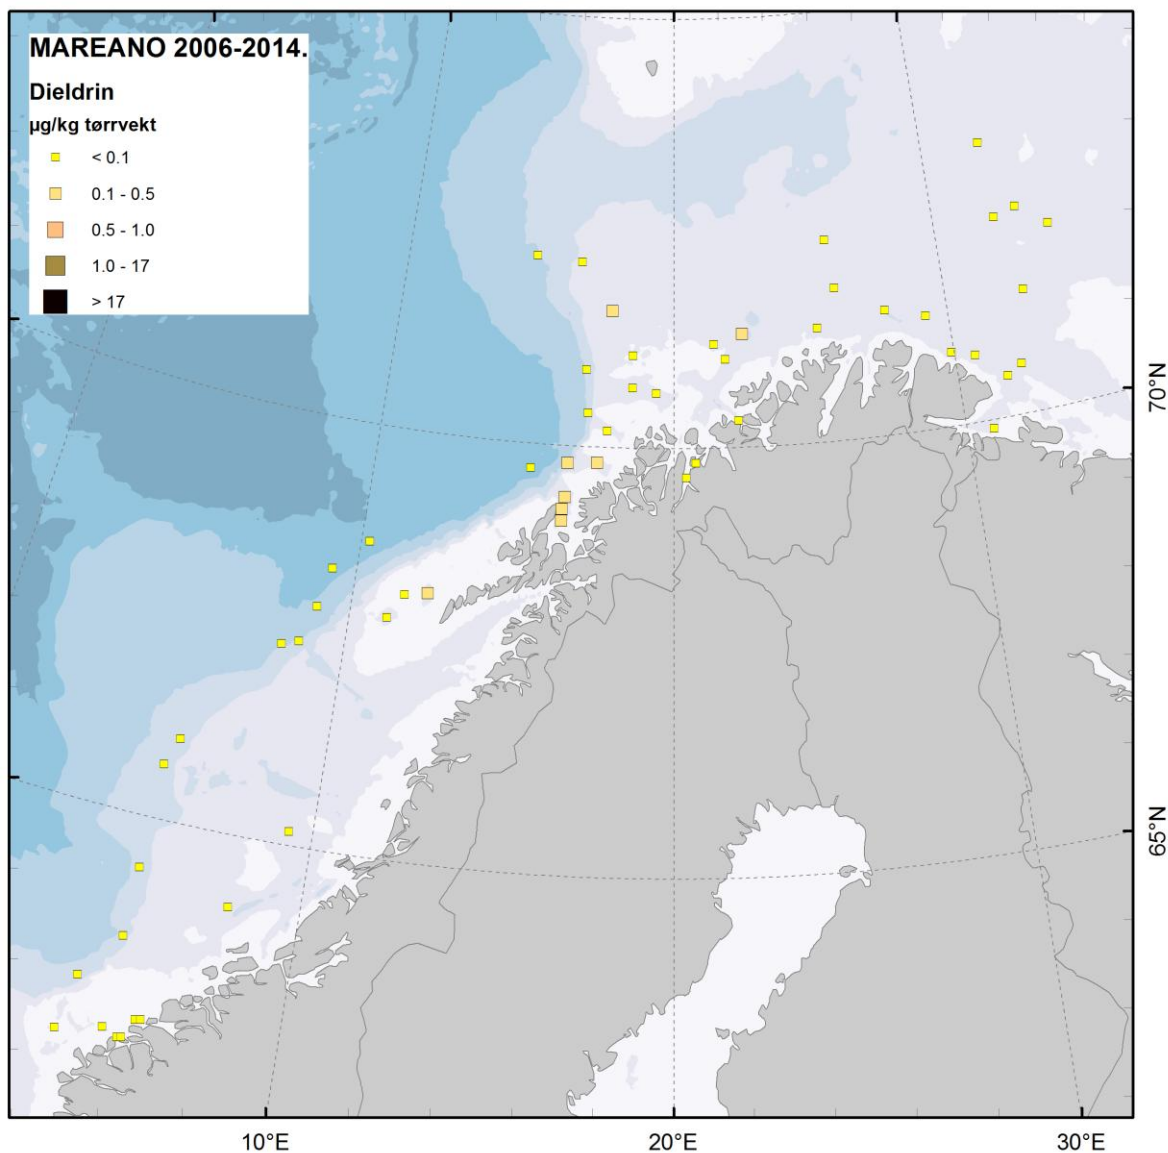 MAREANO 2006-2014.
Dieldrin
µg/kg tørrvekt
< 0.1
0.1 - 0.5
0.5 - 1.0
1.0 - 17
> 17
70°N
65°N
10°E
20°E
30°E